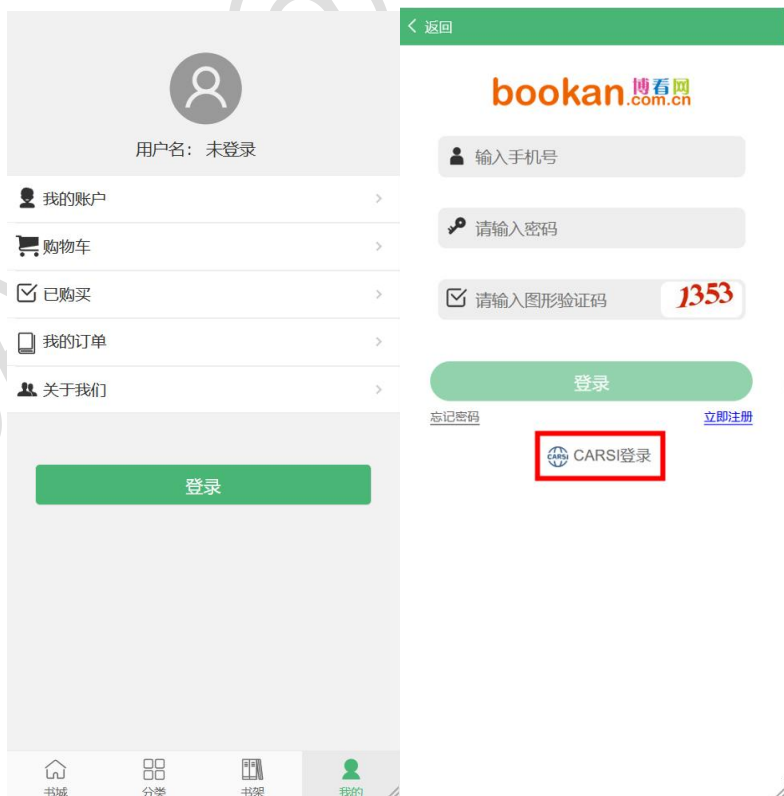 用户名： 未登录
我的账户
购物车
已购买
我的订单
关于我们
登录
书城
分类
书架
我的
返回
bookan博看网
.com.cn
输入手机号
请输入密码
请输入图形验证码
1353
登录
忘记密码
立即注册
CARSI CARSI登录